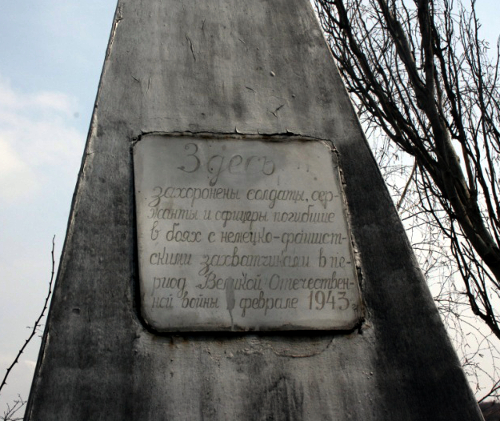 Здесь
захоронены солдаты, сер-
жанты и офицеры погибшие
в боях с немецко-фашист-
скими захватчиками в пе-
риод Великой Отечествен-
ной войны в феврале 1943г.